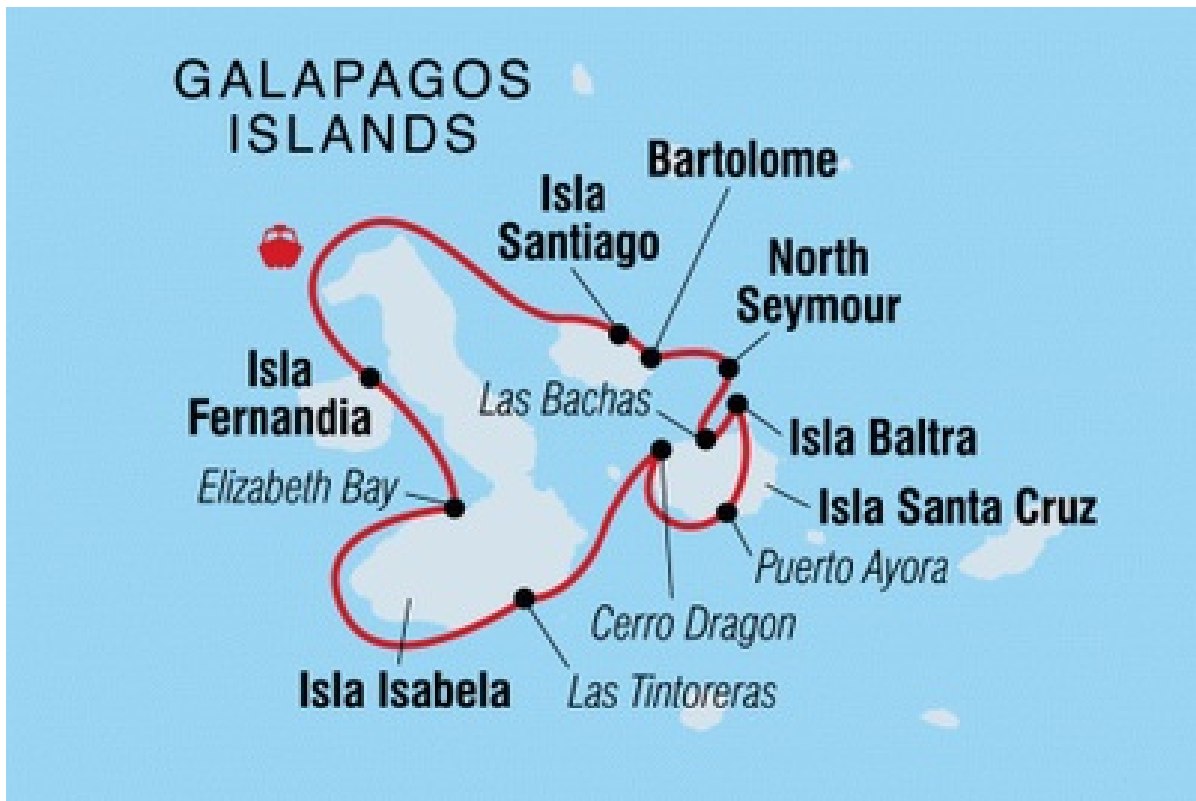 GALAPAGOS
ISLANDS
Bartolome
Isla
Santiago
North
Seymour
Isla
Fernandia
Las Bachas
Isla Baltra
Elizabeth Bay
Isla Santa Cruz
Puerto Ayora
Cerro Dragon
Isla Isabela
Las Tintoreras